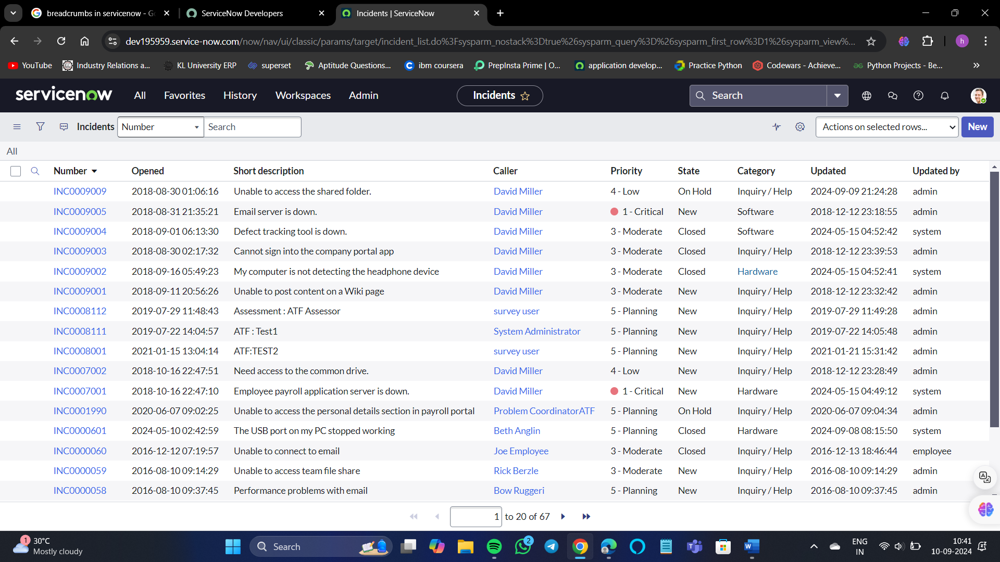 breadcrumbs in servicenow - Go
ServiceNow Developers
Incidents | ServiceNow
dev195959.service-now.com/now/nav/ui/classic/params/target/incident_list.do%3Fsysparm_nostack%3Dtrue%26sysparm_query%3D%26sysparm_first_row%3D1%26sysparm_view%...
h
YouTube
Industry Relations a...
KL University ERP
superset
Aptitude Questions...
ibm coursera
PrepInsta Prime | O...
application develop...
Practice Python
Codewars - Achieve...
Python Projects - Be...
servicenow All Favorites History Workspaces Admin Incidents Search
Incidents Number Search Actions on selected rows... New
All
Number Opened Short description Caller Priority State Category Updated Updated by
INC0009009 2018-08-30 01:06:16 Unable to access the shared folder. David Miller 4 - Low On Hold Inquiry / Help 2024-09-09 21:24:28 admin
INC0009005 2018-08-31 21:35:21 Email server is down. David Miller 1 - Critical New Software 2018-12-12 23:18:55 admin
INC0009004 2018-09-01 06:13:30 Defect tracking tool is down. David Miller 3 - Moderate Closed Software 2024-05-15 04:52:42 system
INC0009003 2018-08-30 02:17:32 Cannot sign into the company portal app David Miller 3 - Moderate Closed Inquiry / Help 2018-12-12 23:39:53 admin
INC0009002 2018-09-16 05:49:23 My computer is not detecting the headphone device David Miller 3 - Moderate Closed Hardware 2024-05-15 04:52:41 system
INC0009001 2018-09-11 20:56:26 Unable to post content on a Wiki page David Miller 3 - Moderate New Inquiry / Help 2018-12-12 23:32:42 admin
INC0008112 2019-07-29 11:48:43 Assessment : ATF Assessor survey user 5 - Planning New Inquiry / Help 2019-07-29 11:49:28 admin
INC0008111 2019-07-22 14:04:57 ATF : Test1 System Administrator 5 - Planning New Inquiry / Help 2019-07-22 14:05:48 admin
INC0008001 2021-01-15 13:04:14 ATF:TEST2 survey user 5 - Planning New Inquiry / Help 2021-01-21 15:31:42 admin
INC0007002 2018-10-16 22:47:51 Need access to the common drive. David Miller 4 - Low New Inquiry / Help 2018-12-12 23:28:49 admin
INC0007001 2018-10-16 22:47:10 Employee payroll application server is down. David Miller 1 - Critical New Hardware 2024-05-15 04:49:12 system
INC0001990 2020-06-07 09:02:25 Unable to access the personal details section in payroll portal Problem CoordinatorATF 5 - Planning On Hold Inquiry / Help 2020-06-07 09:04:34 admin
INC0000601 2024-05-10 02:42:59 The USB port on my PC stopped working Beth Anglin 5 - Planning Closed Hardware 2024-09-08 08:15:50 system
INC0000060 2016-12-12 07:19:57 Unable to connect to email Joe Employee 3 - Moderate Closed Inquiry / Help 2016-12-13 18:46:44 employee
INC0000059 2016-08-10 09:14:29 Unable to access team file share Rick Berzle 3 - Moderate New Inquiry / Help 2016-08-10 09:14:29 admin
INC0000058 2016-08-10 09:37:45 Performance problems with email Bow Ruggeri 5 - Planning New Inquiry / Help 2016-08-10 09:37:45 admin
1 to 20 of 67
1
30°C
Mostly cloudy
Search
2
ENG
IN
10:41
10-09-2024